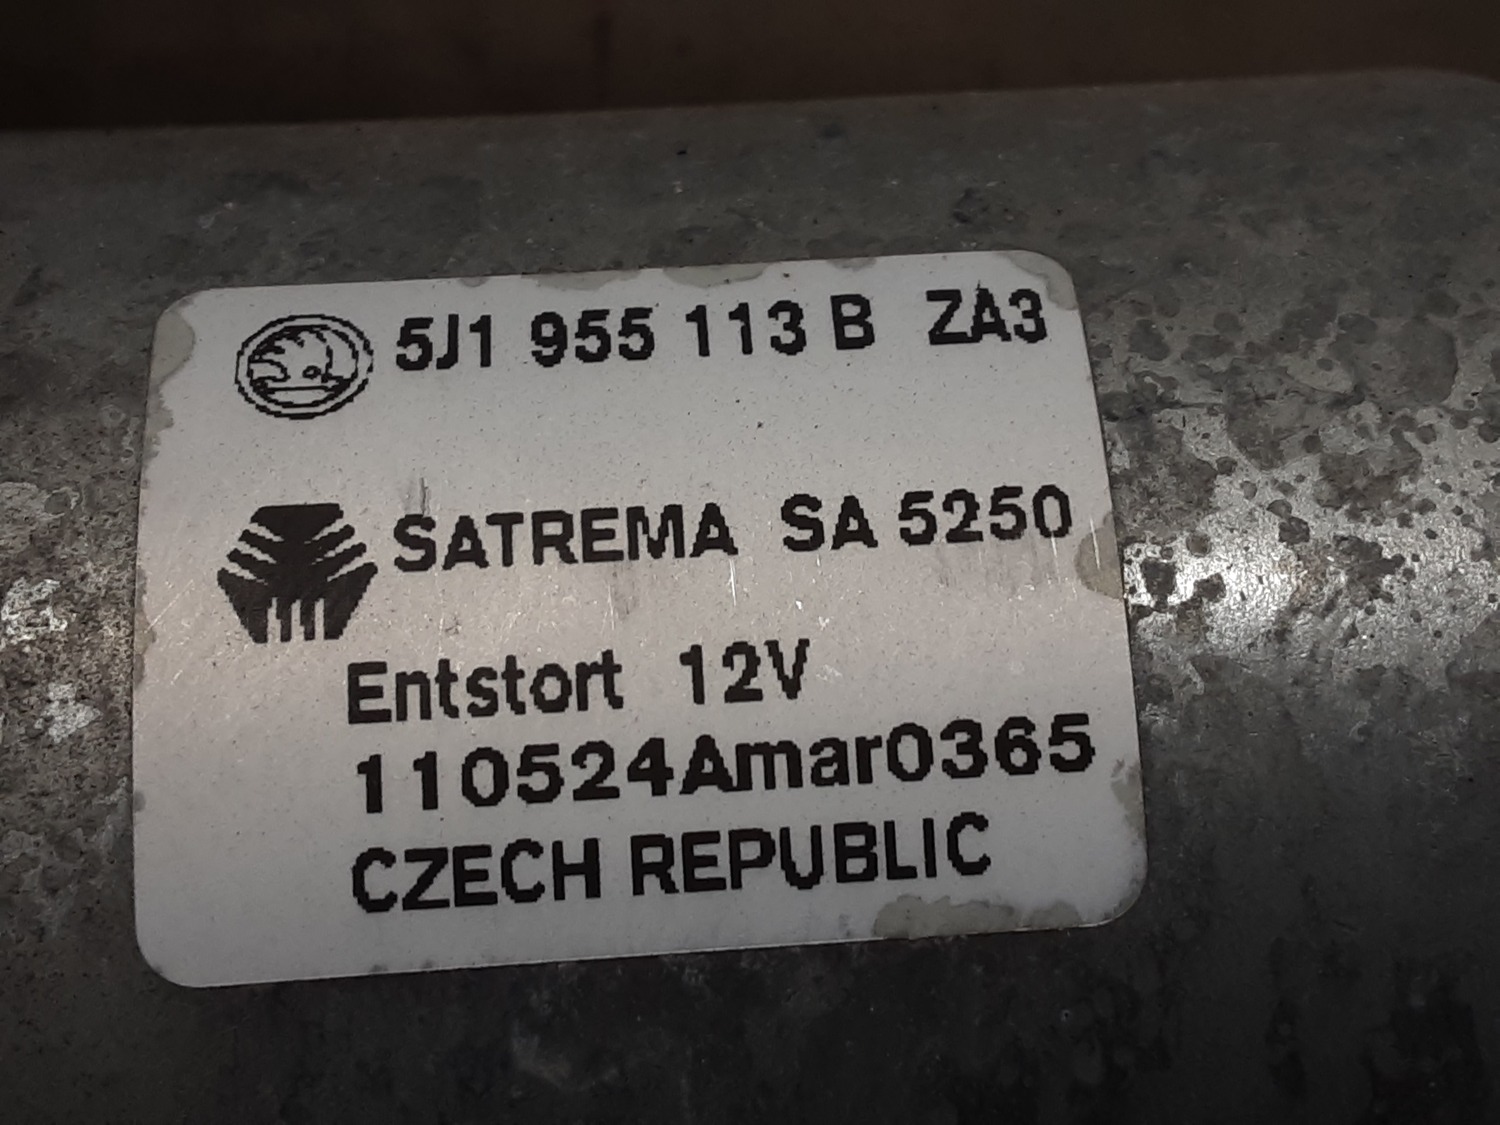 5J1 955 113 B ZA3
SATREMA SA 5250
Entstort 12V
110524Amar0365
CZECH REPUBLIC